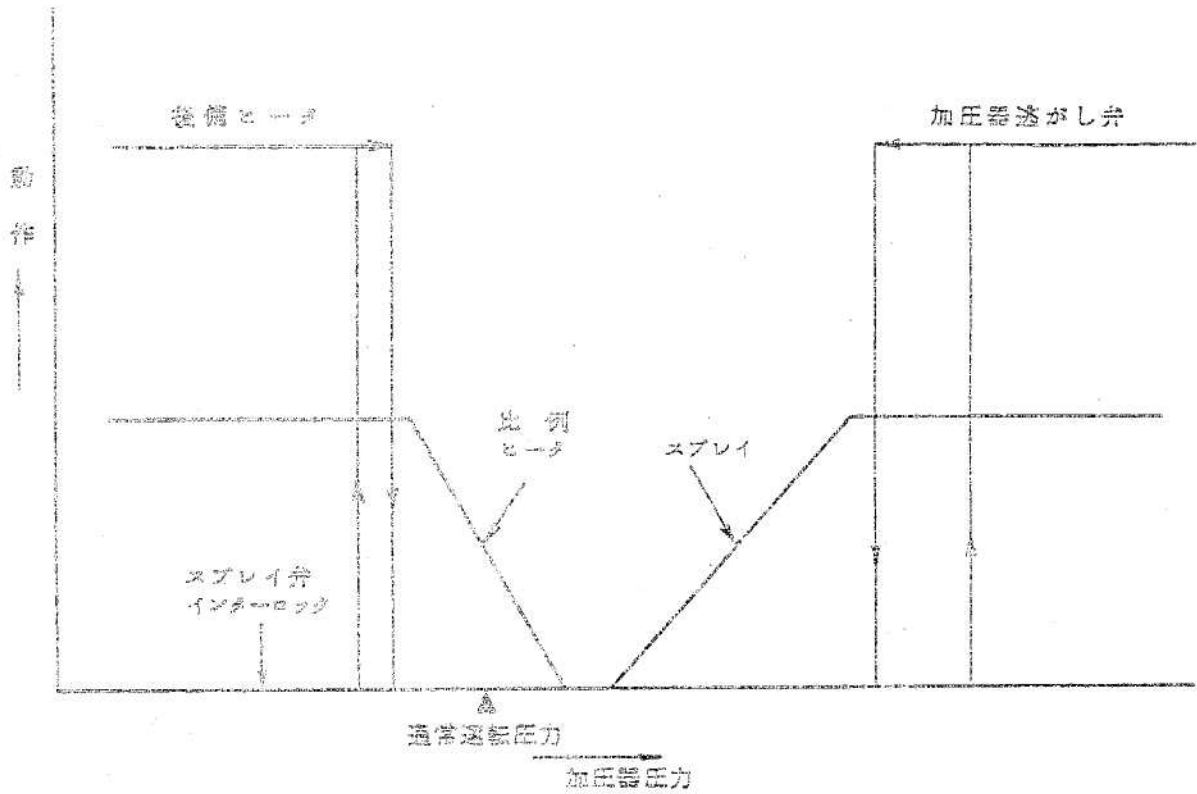 後備ヒータ
加圧器逃がし弁
動作
比例
ヒータ
スプレイ
スプレイ弁
インターロック
通常運転圧力
加圧器圧力